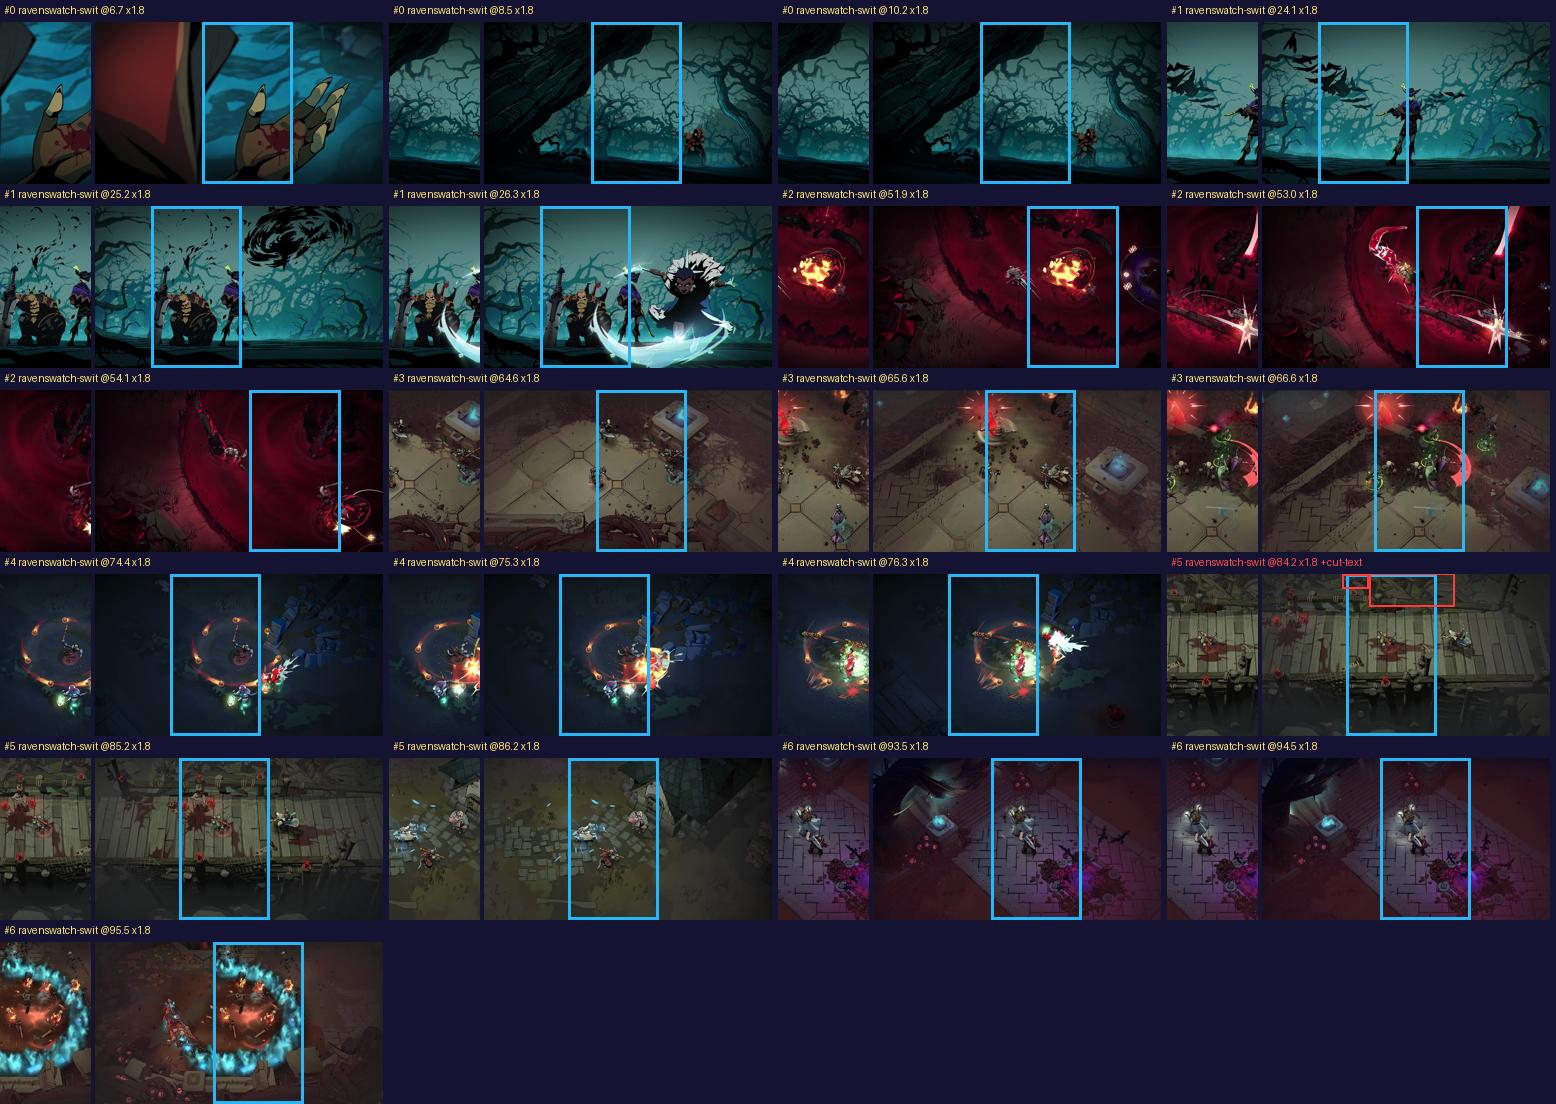 #0 ravenswatch-swit @6.7 x1.8
#0 ravenswatch-swit @8.5 x1.8
#0 ravenswatch-swit @10.2 x1.8
#1 ravenswatch-swit @24.1 x1.8
#1 ravenswatch-swit @25.2 x1.8
#1 ravenswatch-swit @26.3 x1.8
#2 ravenswatch-swit @51.9 x1.8
#2 ravenswatch-swit @53.0 x1.8
#2 ravenswatch-swit @54.1 x1.8
#3 ravenswatch-swit @64.6 x1.8
#3 ravenswatch-swit @65.6 x1.8
#3 ravenswatch-swit @66.6 x1.8
#4 ravenswatch-swit @74.4 x1.8
#4 ravenswatch-swit @75.3 x1.8
#4 ravenswatch-swit @76.3 x1.8
#5 ravenswatch-swit @84.2 x1.8 +cut-text
#5 ravenswatch-swit @85.2 x1.8
#5 ravenswatch-swit @86.2 x1.8
#6 ravenswatch-swit @93.5 x1.8
#6 ravenswatch-swit @94.5 x1.8
#6 ravenswatch-swit @95.5 x1.8